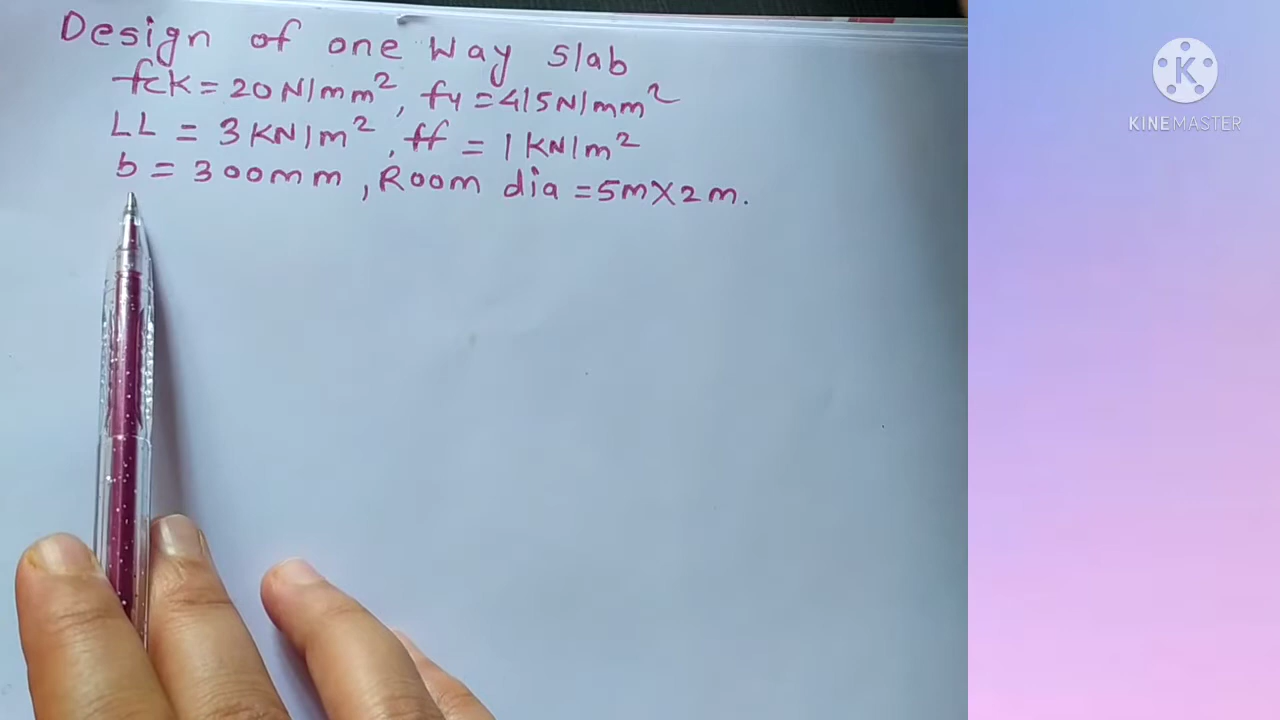 Design of one way slab
fck = 20 N/mm², fy = 415 N/mm²
LL = 3 KN/m², ff = 1 KN/m²
b = 300mm, Room dia = 5m X 2m.
KINEMASTER